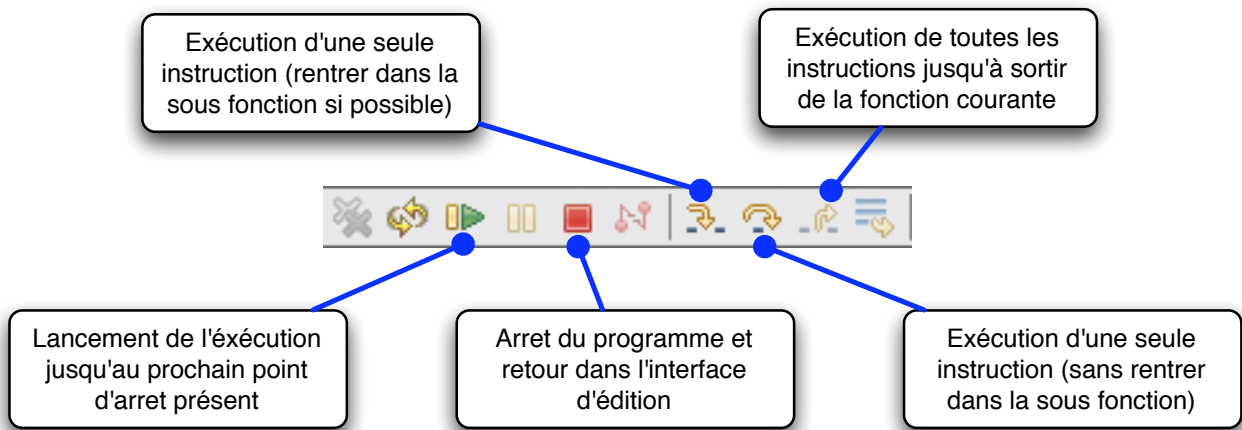 Exécution d'une seule
instruction (rentrer dans la
sous fonction si possible)
Exécution de toutes les
instructions jusqu'à sortir
de la fonction courante
Lancement de l'éxécution
jusqu'au prochain point
d'arret présent
Arret du programme et
retour dans l'interface
d'édition
Exécution d'une seule
instruction (sans rentrer
dans la sous fonction)